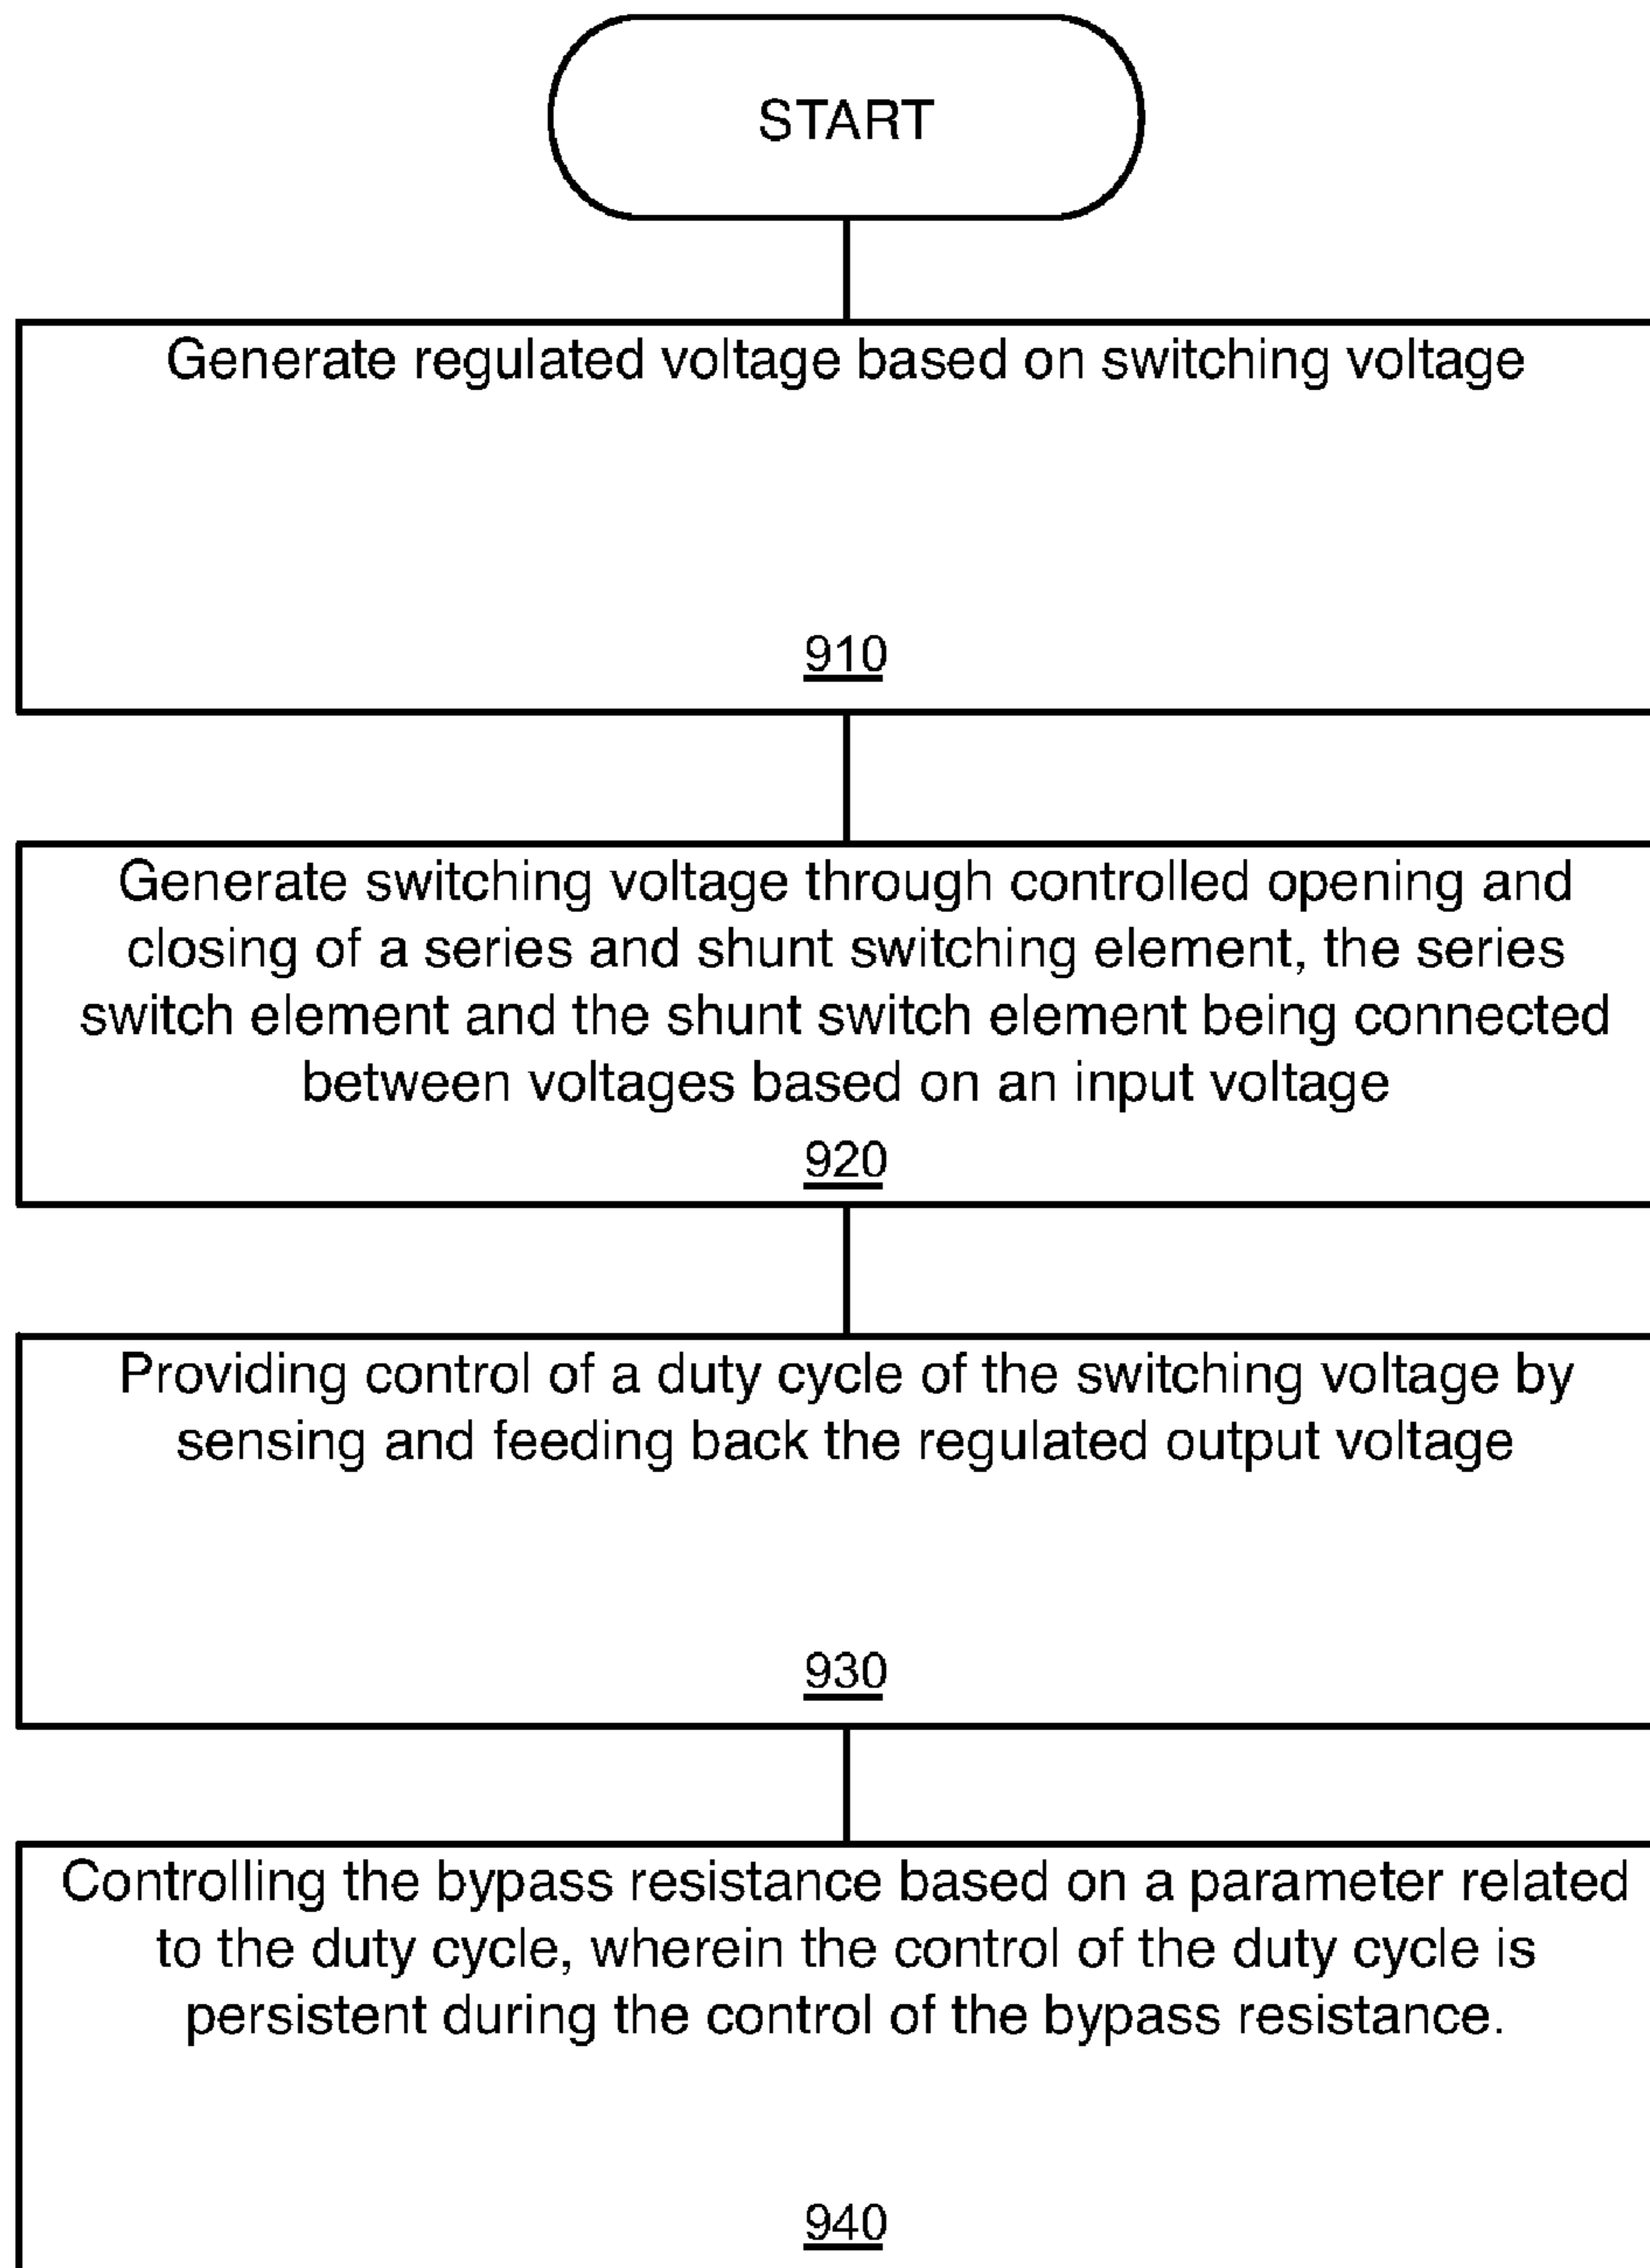 START
Generate regulated voltage based on switching voltage
910
Generate switching voltage through controlled opening and
closing of a series and shunt switching element, the series
switch element and the shunt switch element being connected
between voltages based on an input voltage
920
Providing control of a duty cycle of the switching voltage by
sensing and feeding back the regulated output voltage
930
Controlling the bypass resistance based on a parameter related
to the duty cycle, wherein the control of the duty cycle is
persistent during the control of the bypass resistance.
940